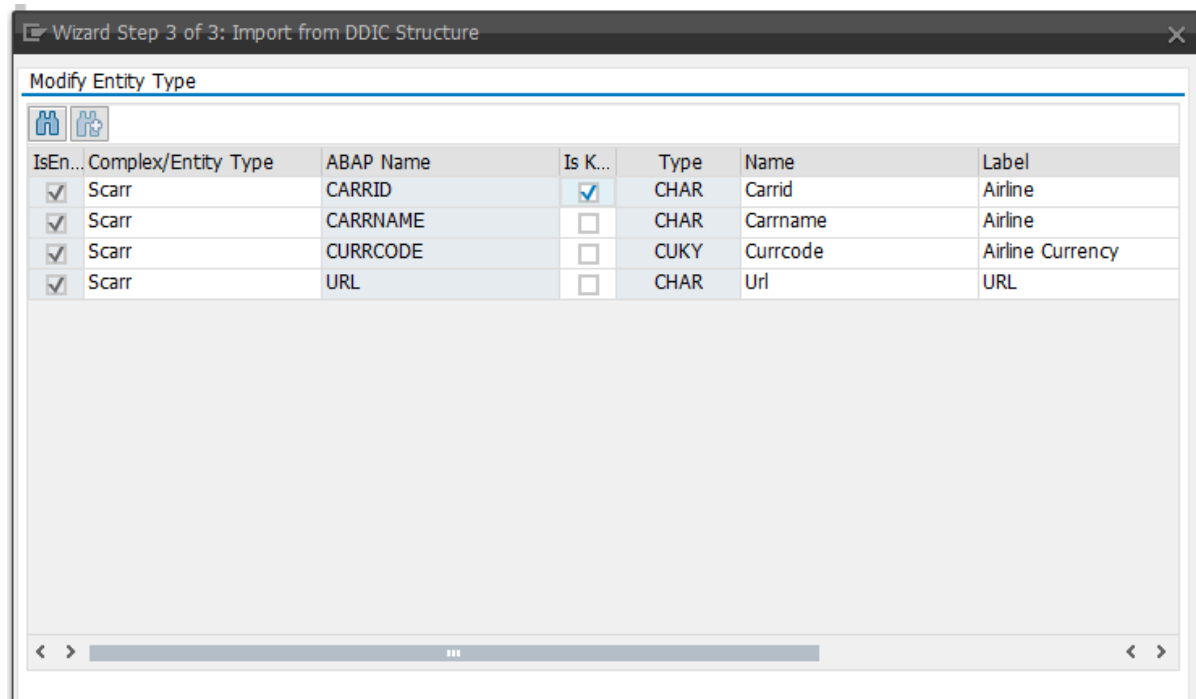 Wizard Step 3 of 3: Import from DDIC Structure
Modify Entity Type
IsEn... Complex/Entity Type ABAP Name Is K... Type Name Label
Scarr CARRID CHAR Carrid Airline
Scarr CARRNAME CHAR Carrname Airline
Scarr CURRCODE CUKY Currcode Airline Currency
Scarr URL CHAR Url URL